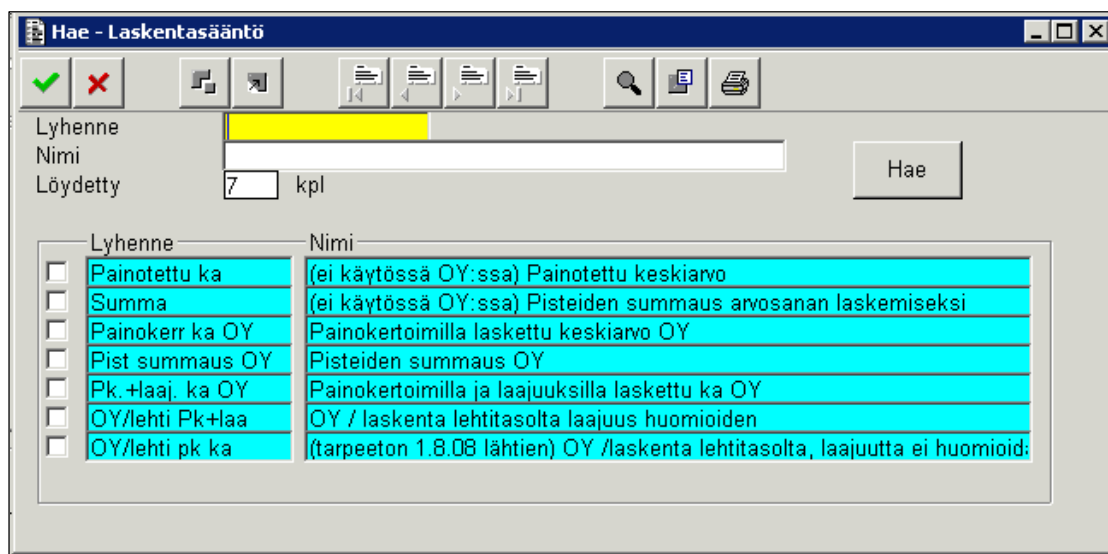 Hae - Laskentasääntö
Lyhenne
Nimi
Hae
Löydetty 7 kpl
Lyhenne Nimi
Painotettu ka (ei käytössä OY:ssa) Painotettu keskiarvo
Summa (ei käytössä OY:ssa) Pisteiden summaus arvosanan laskemiseksi
Painokerr ka OY Painokertoimilla laskettu keskiarvo OY
Pist summaus OY Pisteiden summaus OY
Pk.+laaj. ka OY Painokertoimilla ja laajuuksilla laskettu ka OY
OY/lehti Pk+laa OY / laskenta lehtitasolta laajuus huomioiden
OY/lehti pk ka (tarpeeton 1.8.08 lähtien) OY /laskenta lehtitasolta, laajuutta ei huomioid